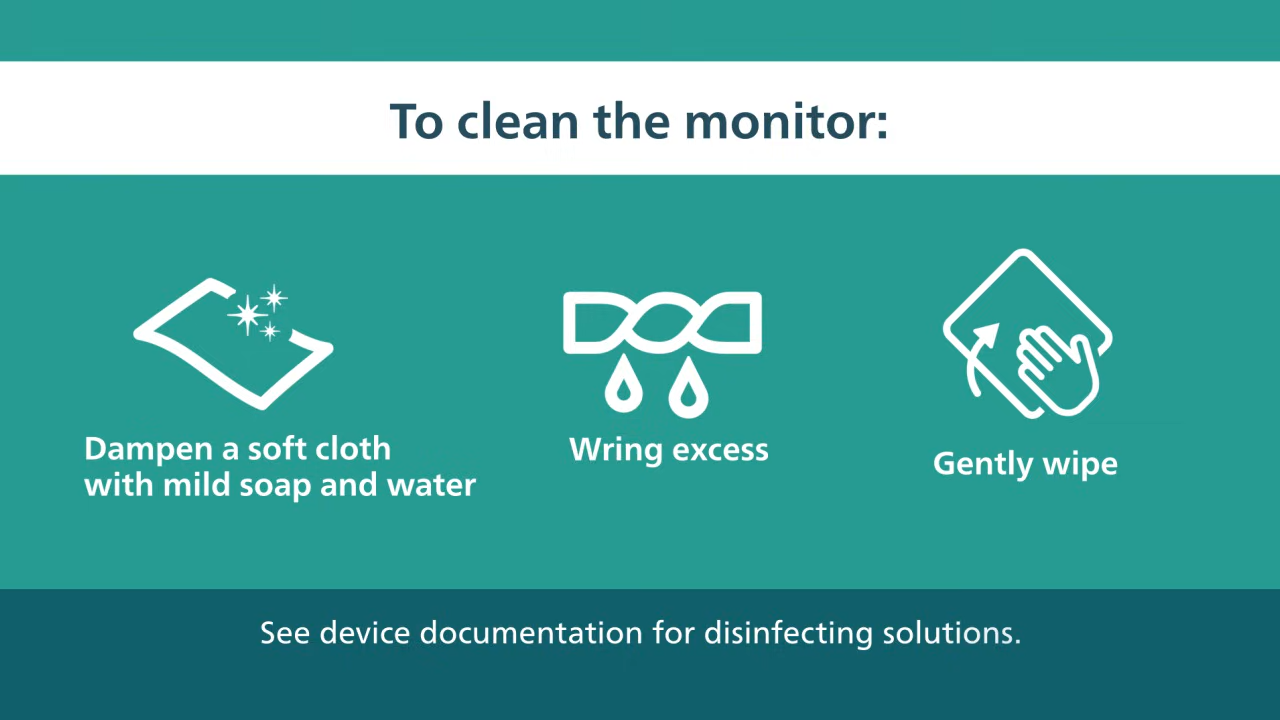 To clean the monitor:
Dampen a soft cloth
with mild soap and water
Wring excess
Gently wipe
See device documentation for disinfecting solutions.